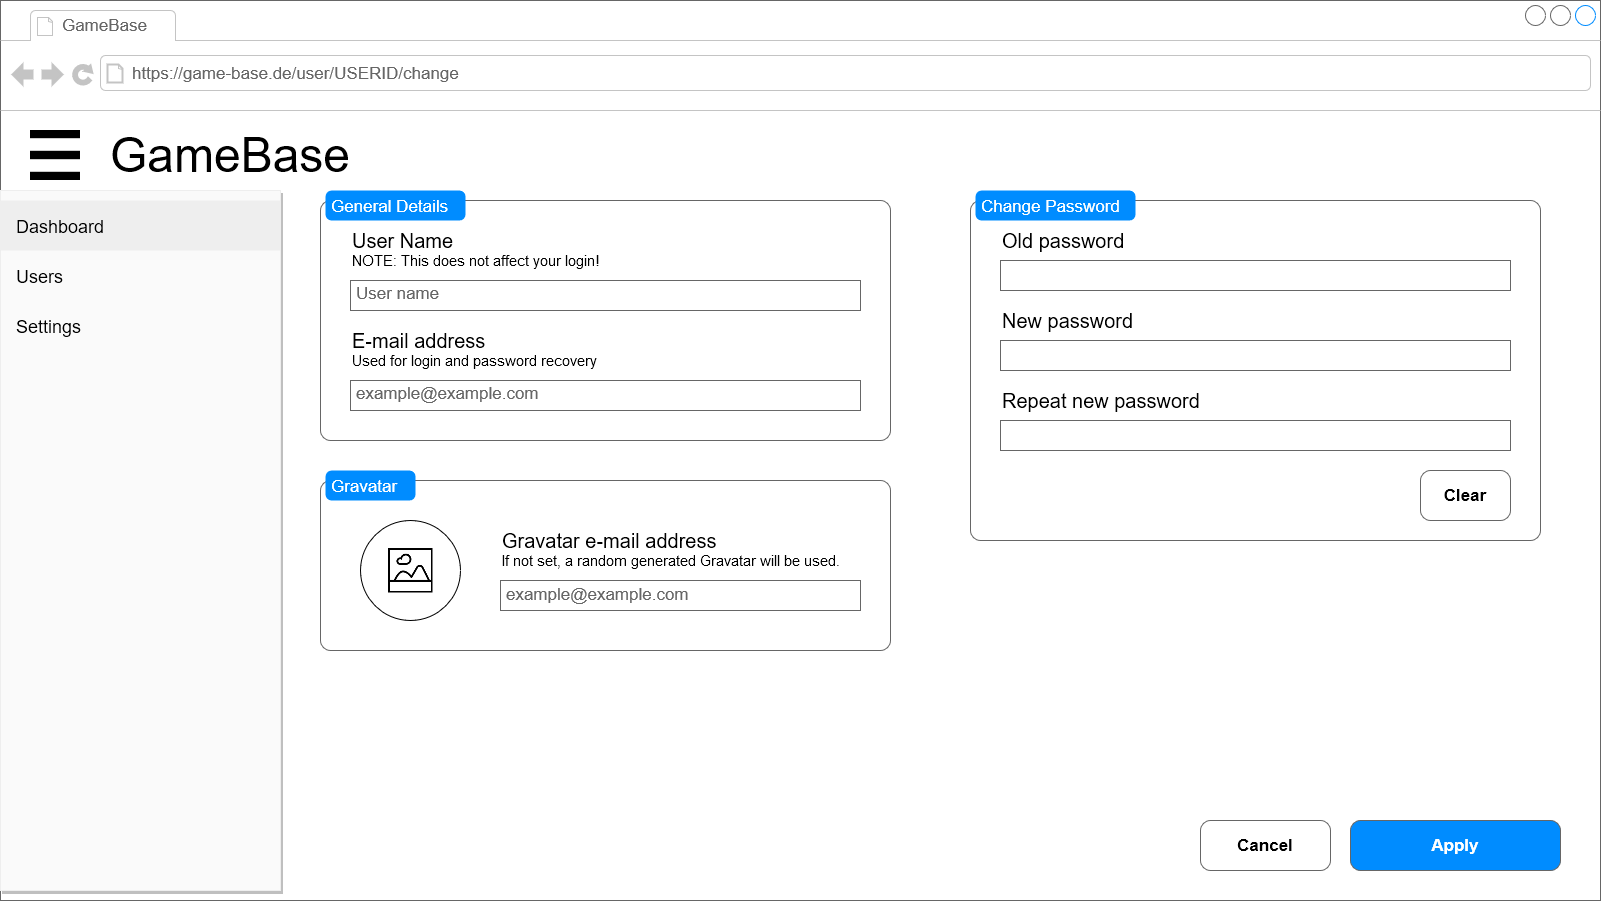 GameBase
https://game-base.de/user/USERID/change
GameBase
Dashboard
Users
Settings
General Details
User Name
NOTE: This does not affect your login!
User name
E-mail address
Used for login and password recovery
example@example.com
Gravatar
Gravatar e-mail address
If not set, a random generated Gravatar will be used.
example@example.com
Change Password
Old password
New password
Repeat new password
Clear
Cancel
Apply